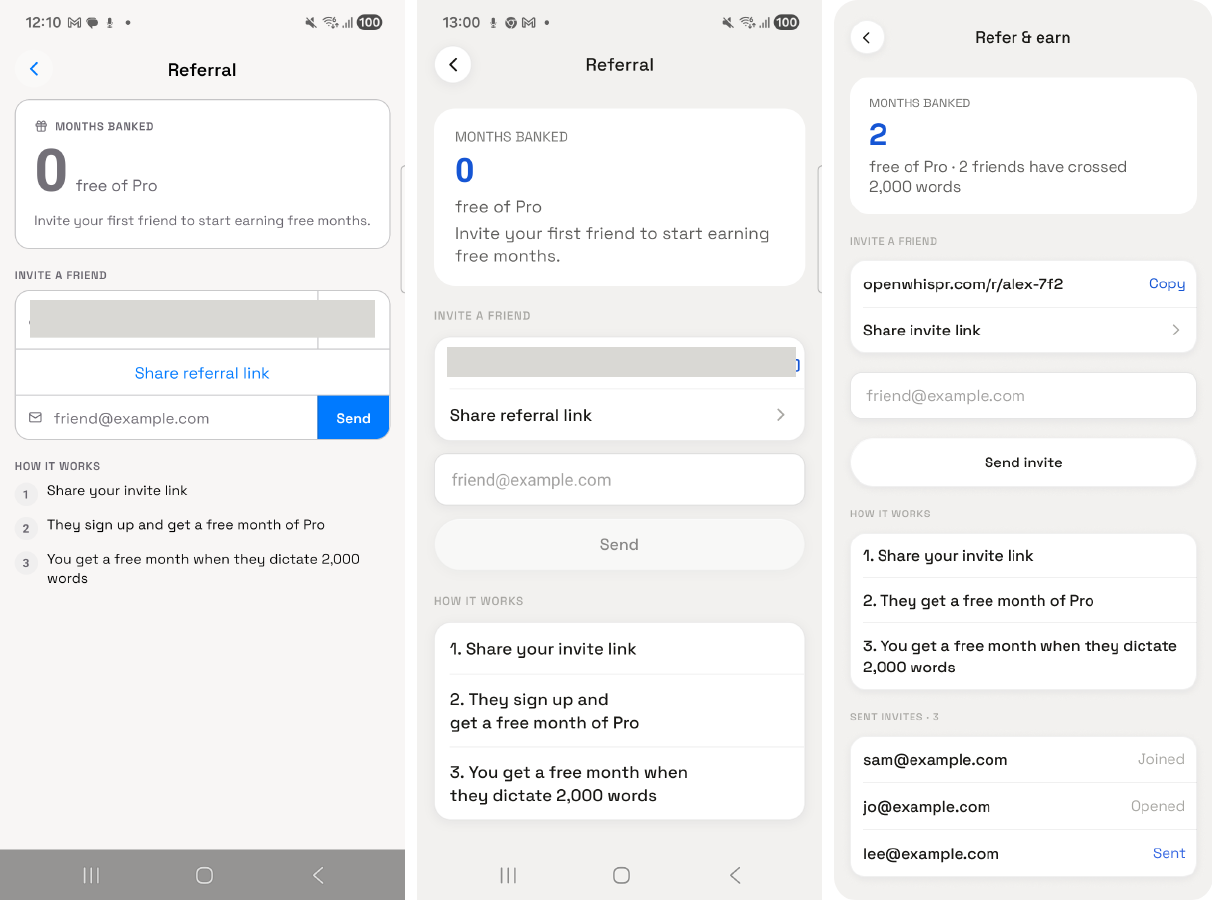 12:10
100
Referral
MONTHS BANKED
0 free of Pro
Invite your first friend to start earning free months.
INVITE A FRIEND
Share referral link
friend@example.com
Send
HOW IT WORKS
1 Share your invite link
2 They sign up and get a free month of Pro
3 You get a free month when they dictate 2,000
words
13:00
100
Referral
MONTHS BANKED
0
free of Pro
Invite your first friend to start earning
free months.
INVITE A FRIEND
Share referral link
friend@example.com
Send
HOW IT WORKS
1. Share your invite link
2. They sign up and
get a free month of Pro
3. You get a free month when
they dictate 2,000 words
Refer & earn
MONTHS BANKED
2
free of Pro · 2 friends have crossed
2,000 words
INVITE A FRIEND
openwhispr.com/r/alex-7f2 Copy
Share invite link
friend@example.com
Send invite
HOW IT WORKS
1. Share your invite link
2. They get a free month of Pro
3. You get a free month when they dictate
2,000 words
SENT INVITES · 3
sam@example.com Joined
jo@example.com Opened
lee@example.com Sent